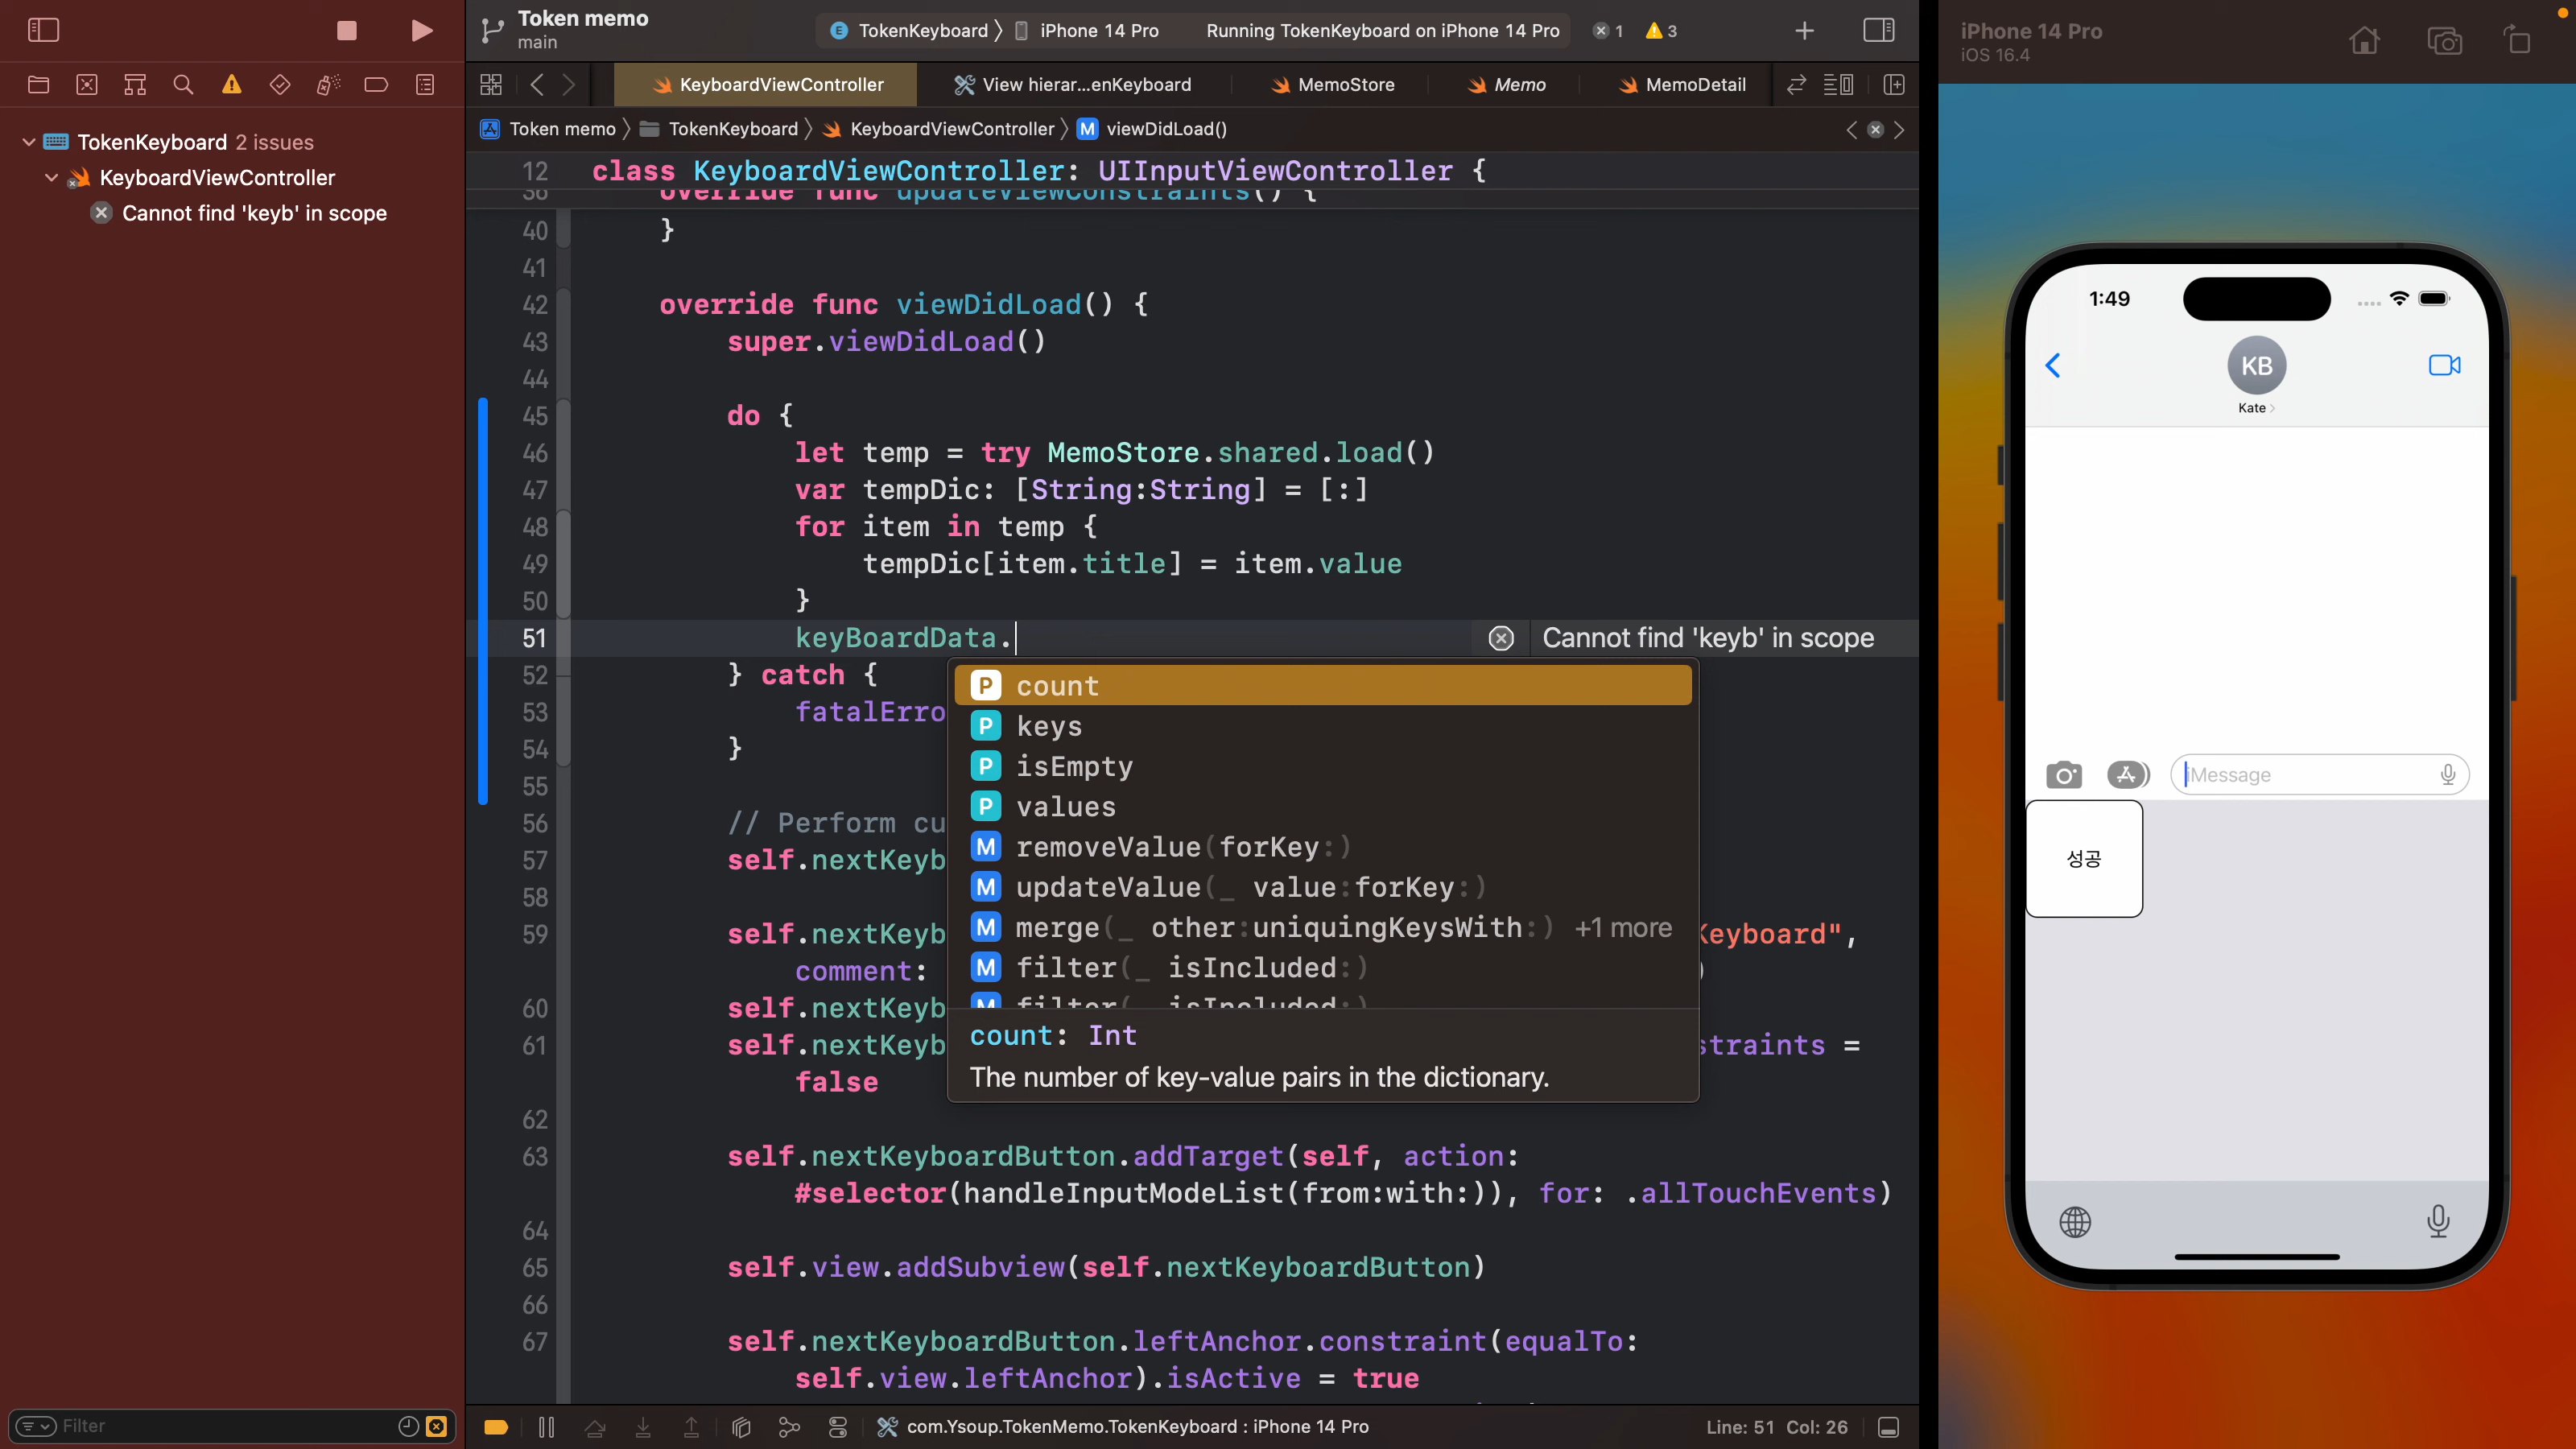 Token memo
main
TokenKeyboard
iPhone 14 Pro
Running TokenKeyboard on iPhone 14 Pro
1
3
KeyboardViewController
View hierar...enKeyboard
MemoStore
Memo
MemoDetail
Token memo
TokenKeyboard
KeyboardViewController
M viewDidLoad()
TokenKeyboard 2 issues
KeyboardViewController
Cannot find 'keyb' in scope
12 class KeyboardViewController: UIInputViewController {
36 override func updateViewConstraints() {
40 }
41
42 override func viewDidLoad() {
43 super.viewDidLoad()
44
45 do {
46 let temp = try MemoStore.shared.load()
47 var tempDic: [String:String] = [:]
48 for item in temp {
49 tempDic[item.title] = item.value
50 }
51 keyBoardData.
Cannot find 'keyb' in scope
52 } catch {
53 fatalErro
54 }
55
56 // Perform cu
57 self.nextKeyb
58
59 self.nextKeyb
Keyboard",
comment:
)
60 self.nextKeyb
61 self.nextKeyb
straints =
false
62
63 self.nextKeyboardButton.addTarget(self, action:
#selector(handleInputModeList(from:with:)), for: .allTouchEvents)
64
65 self.view.addSubview(self.nextKeyboardButton)
66
67 self.nextKeyboardButton.leftAnchor.constraint(equalTo:
self.view.leftAnchor).isActive = true
P count
P keys
P isEmpty
P values
M removeValue(forKey:)
M updateValue(_ value:forKey:)
M merge(_ other:uniquingKeysWith:) +1 more
M filter(_ isIncluded:)
M filter(_ isIncluded:)
count: Int
The number of key-value pairs in the dictionary.
Filter
com.Ysoup.TokenMemo.TokenKeyboard : iPhone 14 Pro
Line: 51 Col: 26
iPhone 14 Pro
iOS 16.4
1:49
KB
Kate
iMessage
성공